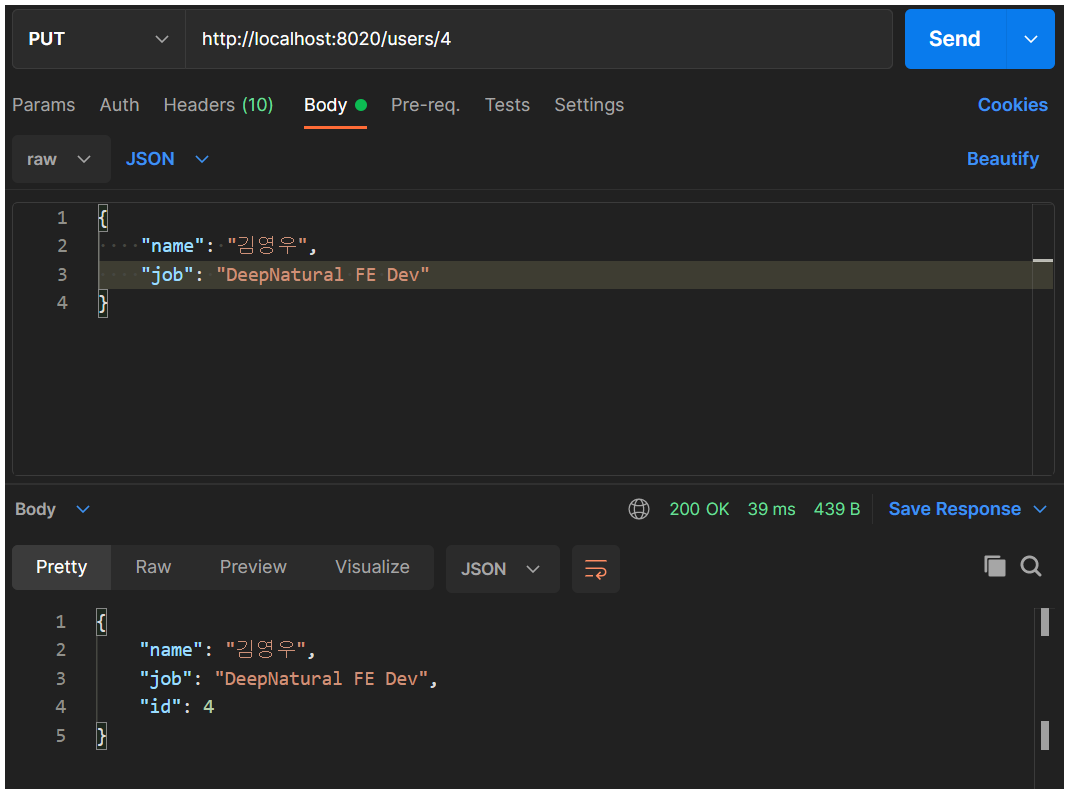 PUT http://localhost:8020/users/4 Send
Params Auth Headers (10) Body Pre-req. Tests Settings Cookies
raw JSON Beautify
1 {
2 "name": "김영우",
3 "job": "DeepNatural FE Dev"
4 }
Body 200 OK 39 ms 439 B Save Response
Pretty Raw Preview Visualize JSON
1 {
2 "name": "김영우",
3 "job": "DeepNatural FE Dev",
4 "id": 4
5 }